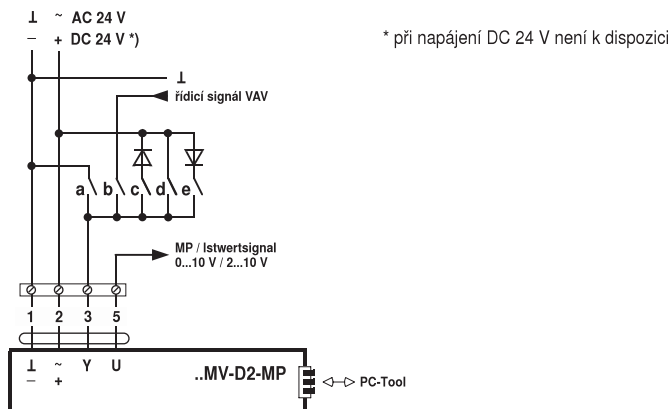 ⊥ ~ AC 24 V
– + DC 24 V *)
* při napájení DC 24 V není k dispozici
⊥
řídicí signál VAV
a b c d e
MP / Istwertsignal
0...10 V / 2...10 V
1 2 3 5
⊥ ~ Y U
– +
..MV-D2-MP
PC-Tool